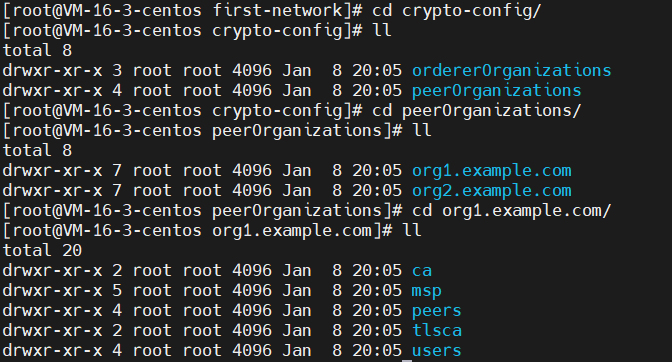 [root@VM-16-3-centos first-network]# cd crypto-config/
[root@VM-16-3-centos crypto-config]# ll
total 8
drwxr-xr-x 3 root root 4096 Jan  8 20:05 ordererOrganizations
drwxr-xr-x 4 root root 4096 Jan  8 20:05 peerOrganizations
[root@VM-16-3-centos crypto-config]# cd peerOrganizations/
[root@VM-16-3-centos peerOrganizations]# ll
total 8
drwxr-xr-x 7 root root 4096 Jan  8 20:05 org1.example.com
drwxr-xr-x 7 root root 4096 Jan  8 20:05 org2.example.com
[root@VM-16-3-centos peerOrganizations]# cd org1.example.com/
[root@VM-16-3-centos org1.example.com]# ll
total 20
drwxr-xr-x 2 root root 4096 Jan  8 20:05 ca
drwxr-xr-x 5 root root 4096 Jan  8 20:05 msp
drwxr-xr-x 4 root root 4096 Jan  8 20:05 peers
drwxr-xr-x 2 root root 4096 Jan  8 20:05 tlsca
drwxr-xr-x 4 root root 4096 Jan  8 20:05 users